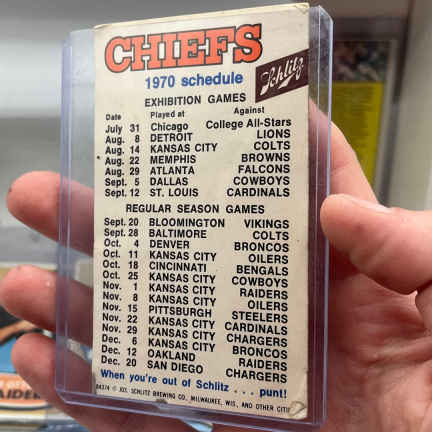 CHIEFS
Schlitz
1970 schedule
EXHIBITION GAMES
Date Played at Against
July 31 Chicago College All-Stars
Aug. 8 DETROIT LIONS
Aug. 14 KANSAS CITY COLTS
Aug. 22 MEMPHIS BROWNS
Aug. 29 ATLANTA FALCONS
Sept. 5 DALLAS COWBOYS
Sept. 12 ST. LOUIS CARDINALS
REGULAR SEASON GAMES
Sept. 20 BLOOMINGTON VIKINGS
Sept. 28 BALTIMORE COLTS
Oct. 4 DENVER BRONCOS
Oct. 11 KANSAS CITY OILERS
Oct. 18 CINCINNATI BENGALS
Oct. 25 KANSAS CITY COWBOYS
Nov. 1 KANSAS CITY RAIDERS
Nov. 8 KANSAS CITY OILERS
Nov. 15 PITTSBURGH STEELERS
Nov. 22 KANSAS CITY CARDINALS
Nov. 29 KANSAS CITY CHARGERS
Dec. 6 KANSAS CITY BRONCOS
Dec. 12 OAKLAND RAIDERS
Dec. 20 SAN DIEGO CHARGERS
When you're out of Schlitz . . . punt!
© JOS. SCHLITZ BREWING CO., MILWAUKEE, WIS., AND OTHER CITI
RAIDE